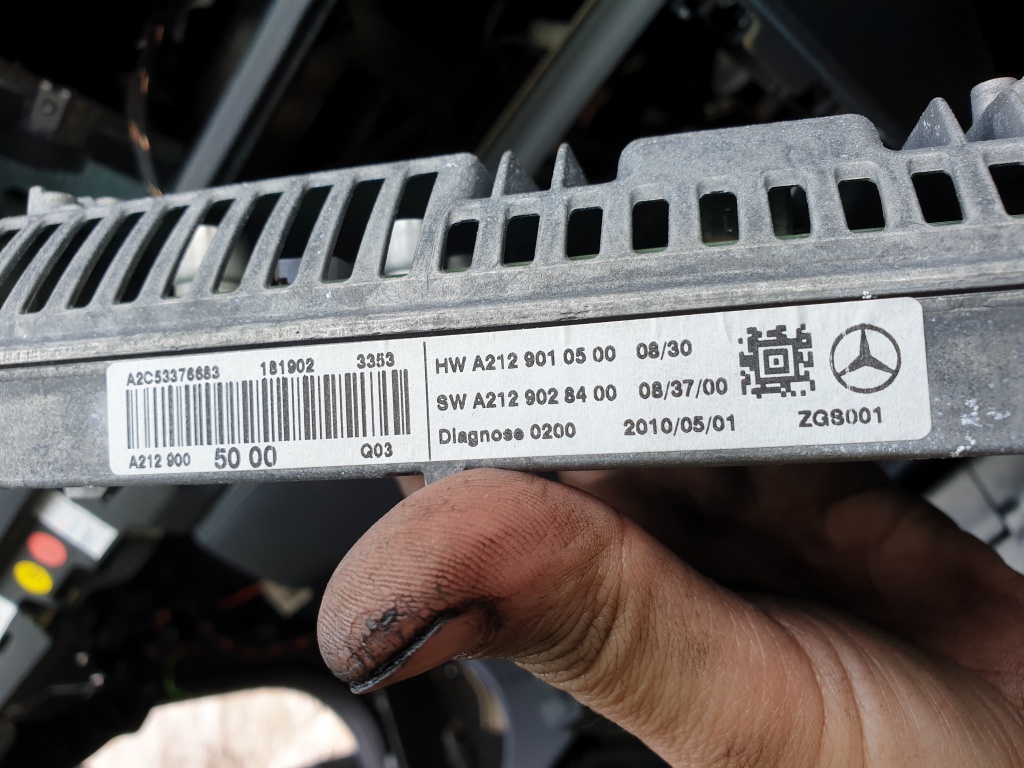 A2C53376683 181902 3353
A212 900 50 00 Q03
HW A212 901 05 00 08/30
SW A212 902 84 00 08/37/00
Diagnose 0200 2010/05/01 ZGS001